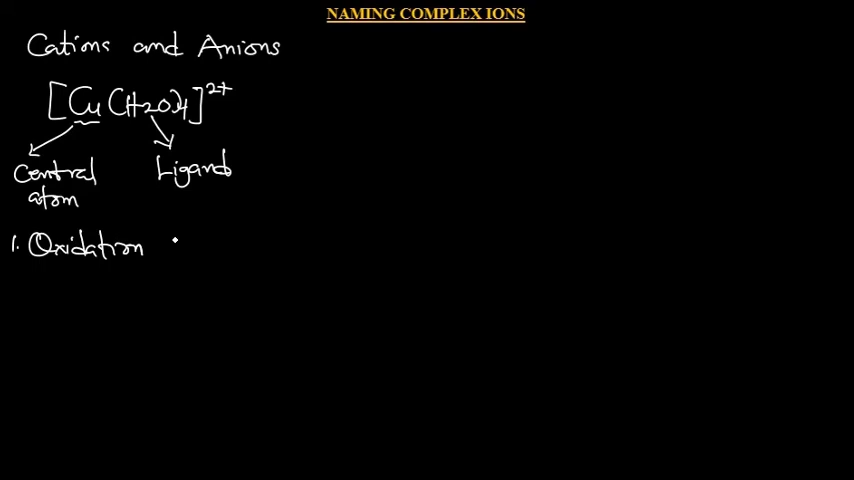 NAMING COMPLEX IONS
Cations and Anions
[Cu(H2O)4]2+
Central Ligand
atom
1. Oxidation